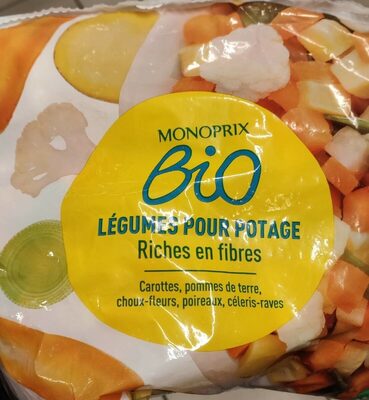 MONOPRIX
Bio
LÉGUMES POUR POTAGE
Riches en fibres
Carottes, pommes de terre,
choux-fleurs, poireaux, céleris-raves